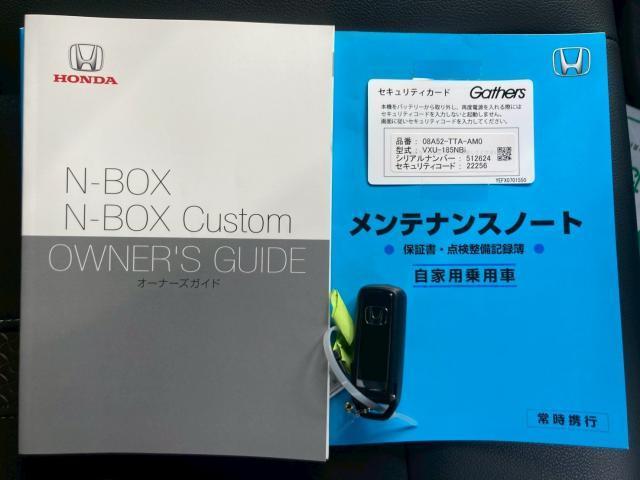 HONDA
N-BOX
N-BOX Custom
OWNER'S GUIDE
オーナーズガイド
セキュリティカード Gathers
本機をバッテリーから取り外し、再度電源を入れる際には
セキュリティコードを入力しないと起動しません。
画面に従いセキュリティコードを入力してください。
品番：08A52-TTA-AM0
型式：VXU-185NBi
シリアルナンバー：512624
セキュリティコード：22256
YEFX0701550
メンテナンスノート
● 保証書・点検整備記録簿 ●
自家用乗用車
常時携行